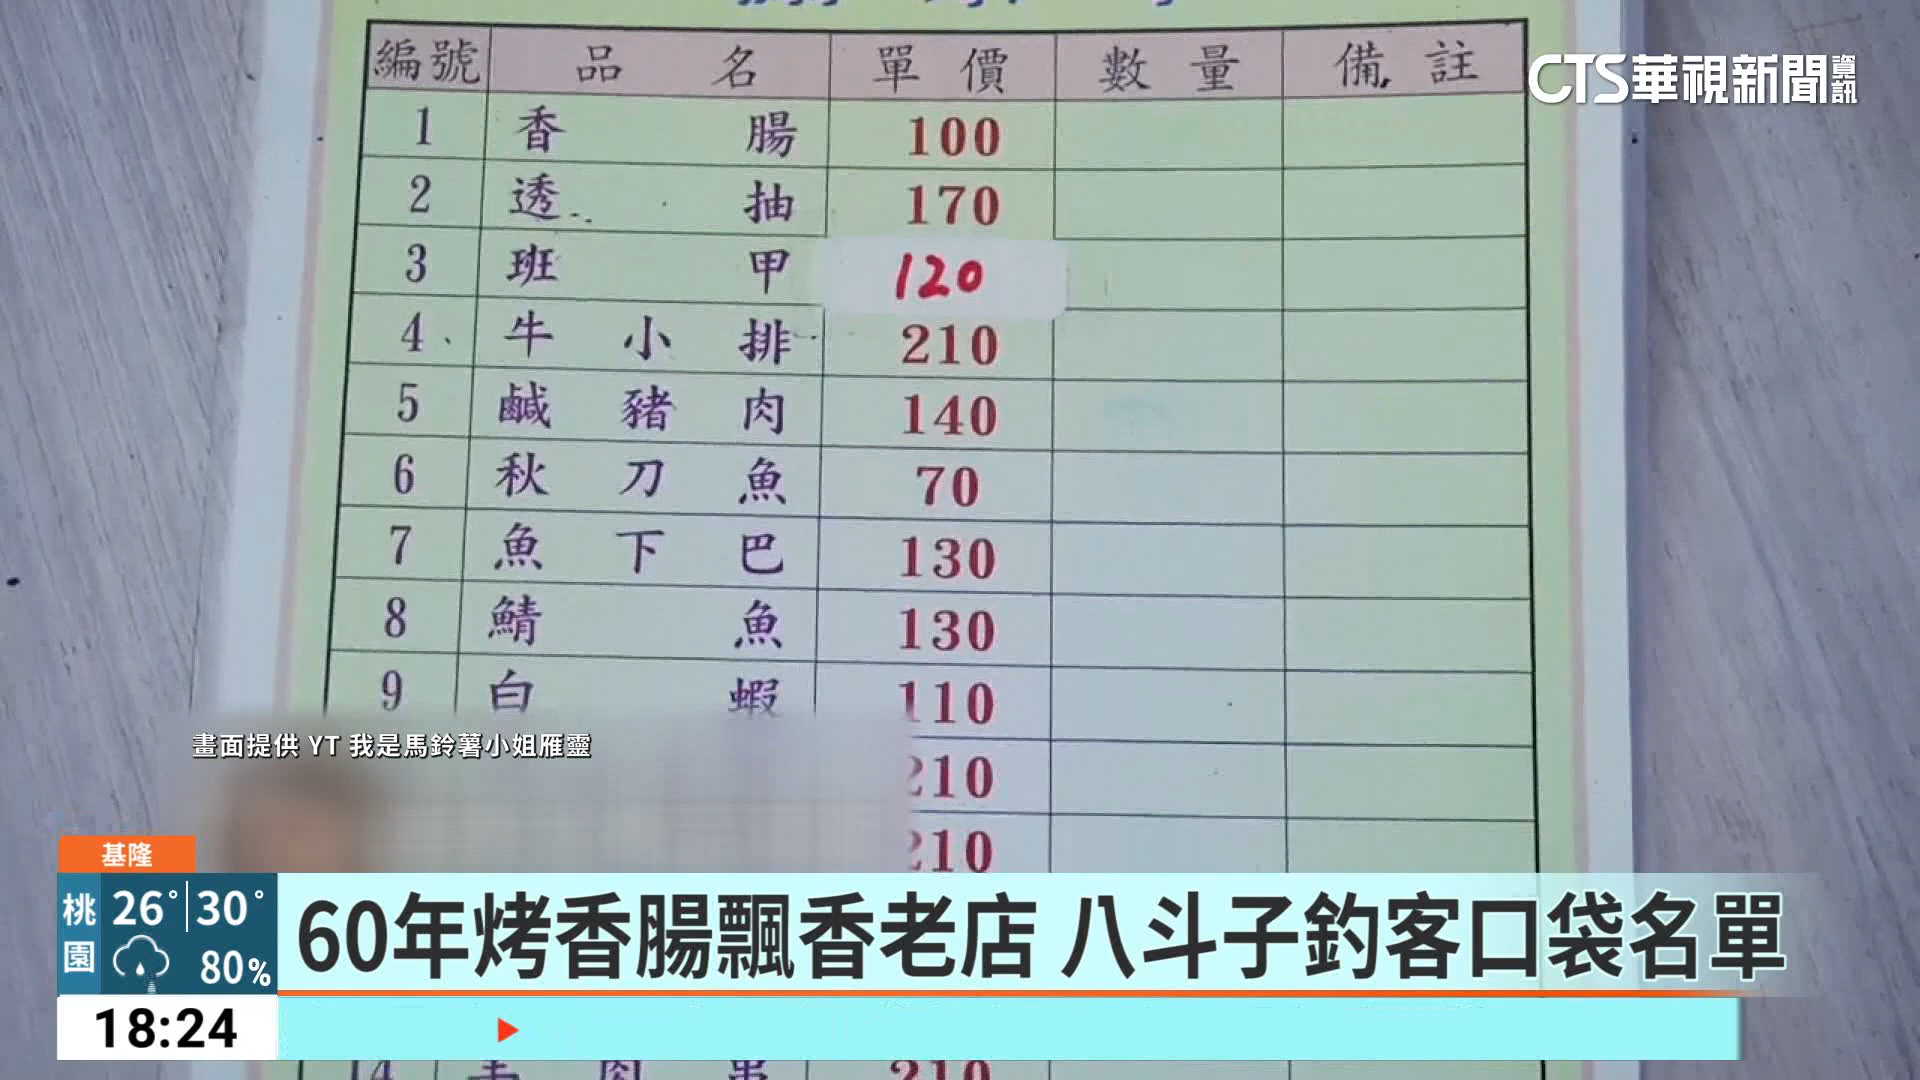 編號 品名 單價 數量 備註
CTS華視新聞資訊
1 香腸 100
2 透抽 170
3 班甲 120
4 牛小排 210
5 鹹豬肉 140
6 秋刀魚 70
7 魚下巴 130
8 鯖魚 130
9 白蝦 110
畫面提供 YT 我是馬鈴薯小姐雁靈
210
210
基隆
桃園 26° 30° 80%
60年烤香腸飄香老店 八斗子釣客口袋名單
18:24
14 羊肉串 210